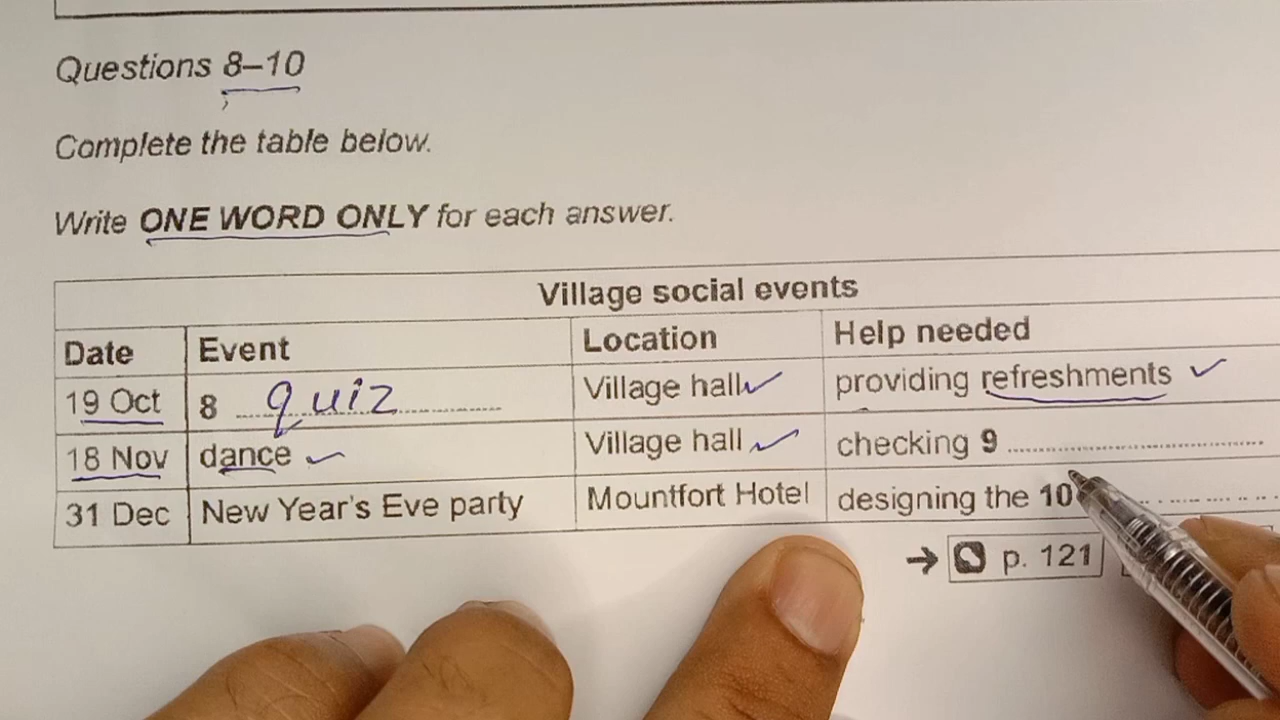 Questions 8–10
Complete the table below.
Write ONE WORD ONLY for each answer.
Village social events
Date Event Location Help needed
19 Oct 8 quiz Village hall providing refreshments
18 Nov dance Village hall checking 9
31 Dec New Year's Eve party Mountfort Hotel designing the 10
→ p. 121